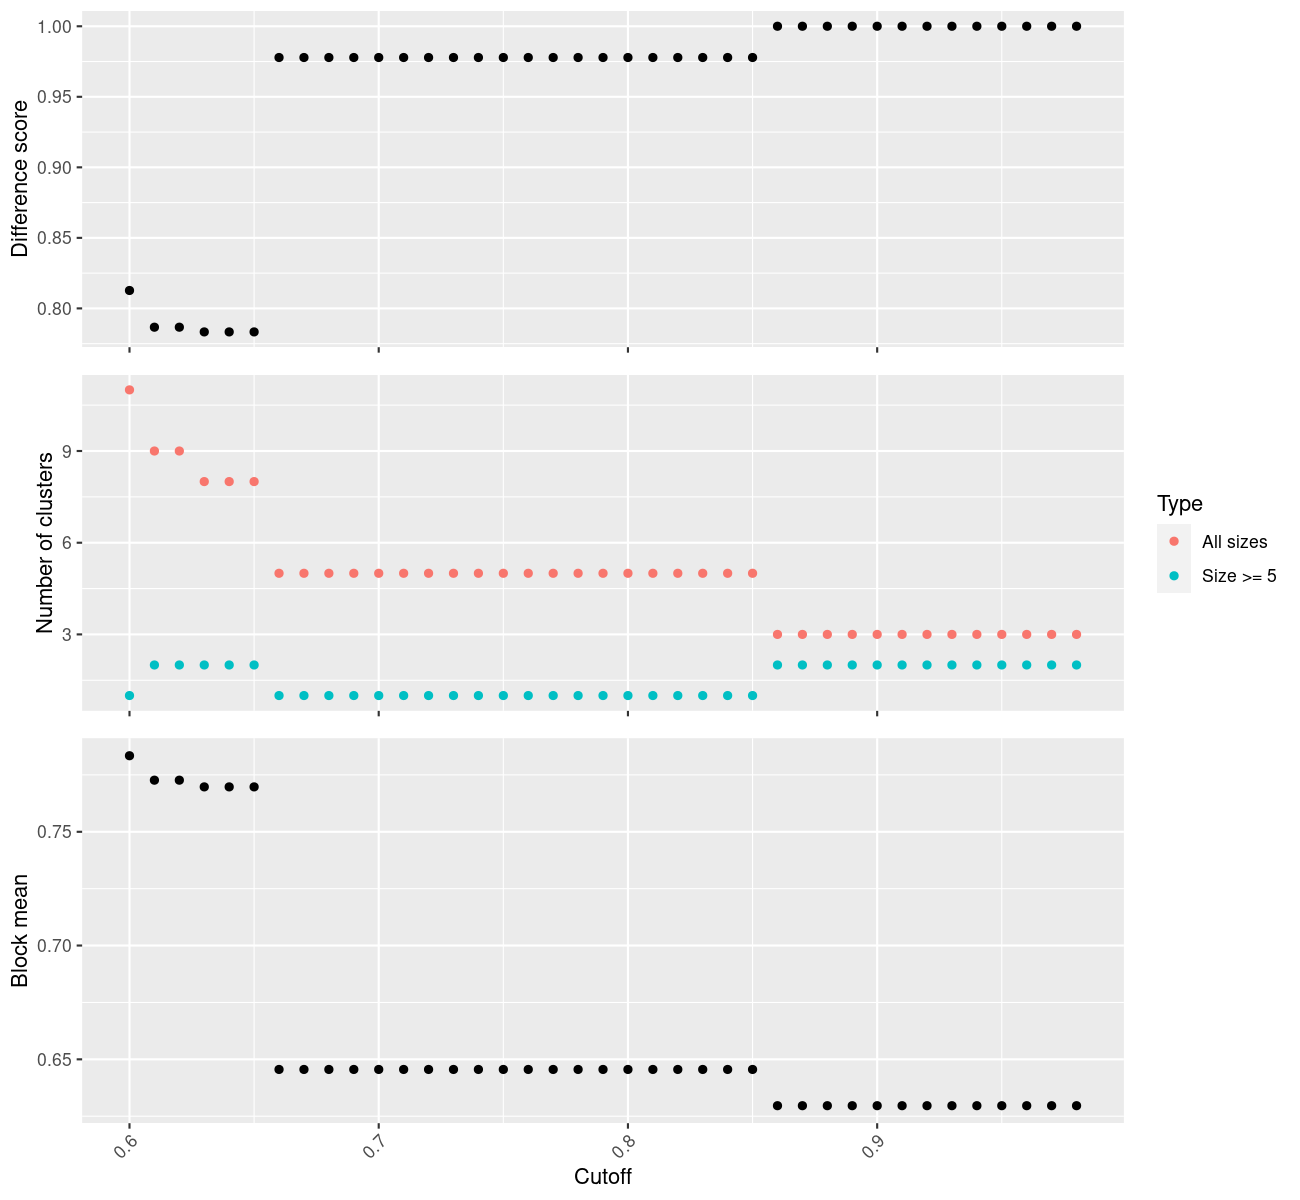 Difference score
1.00
0.95
0.90
0.85
0.80
Number of clusters
9
6
3
Block mean
0.75
0.70
0.65
0.6
0.7
0.8
0.9
Cutoff
Type
All sizes
Size >= 5